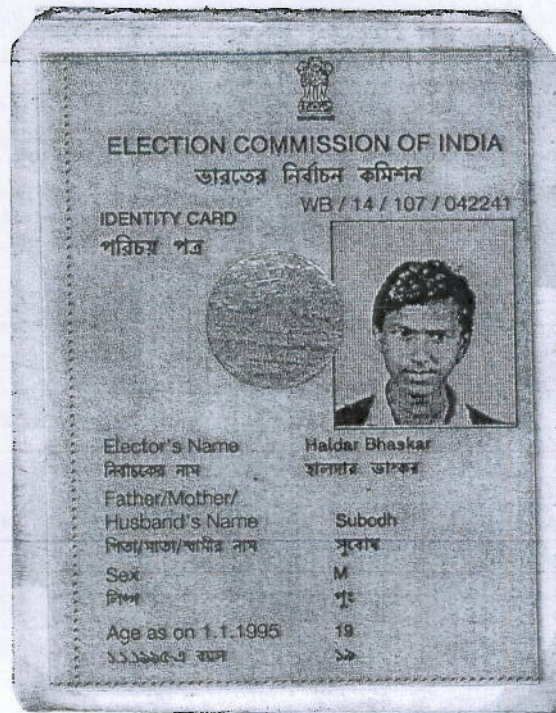 ELECTION COMMISSION OF INDIA
ভারতের নির্বাচন কমিশন
WB / 14 / 107 / 042241
IDENTITY CARD
পরিচয় পত্র
Elector's Name Haldar Bhaskar
নির্বাচকের নাম হালদার ভাস্কর
Father/Mother/
Husband's Name Subodh
পিতা/মাতা/স্বামীর নাম সুবোধ
Sex M
লিঙ্গ পুং
Age as on 1.1.1995 19
১.১.১৯৯৫-এ বয়স ১৯